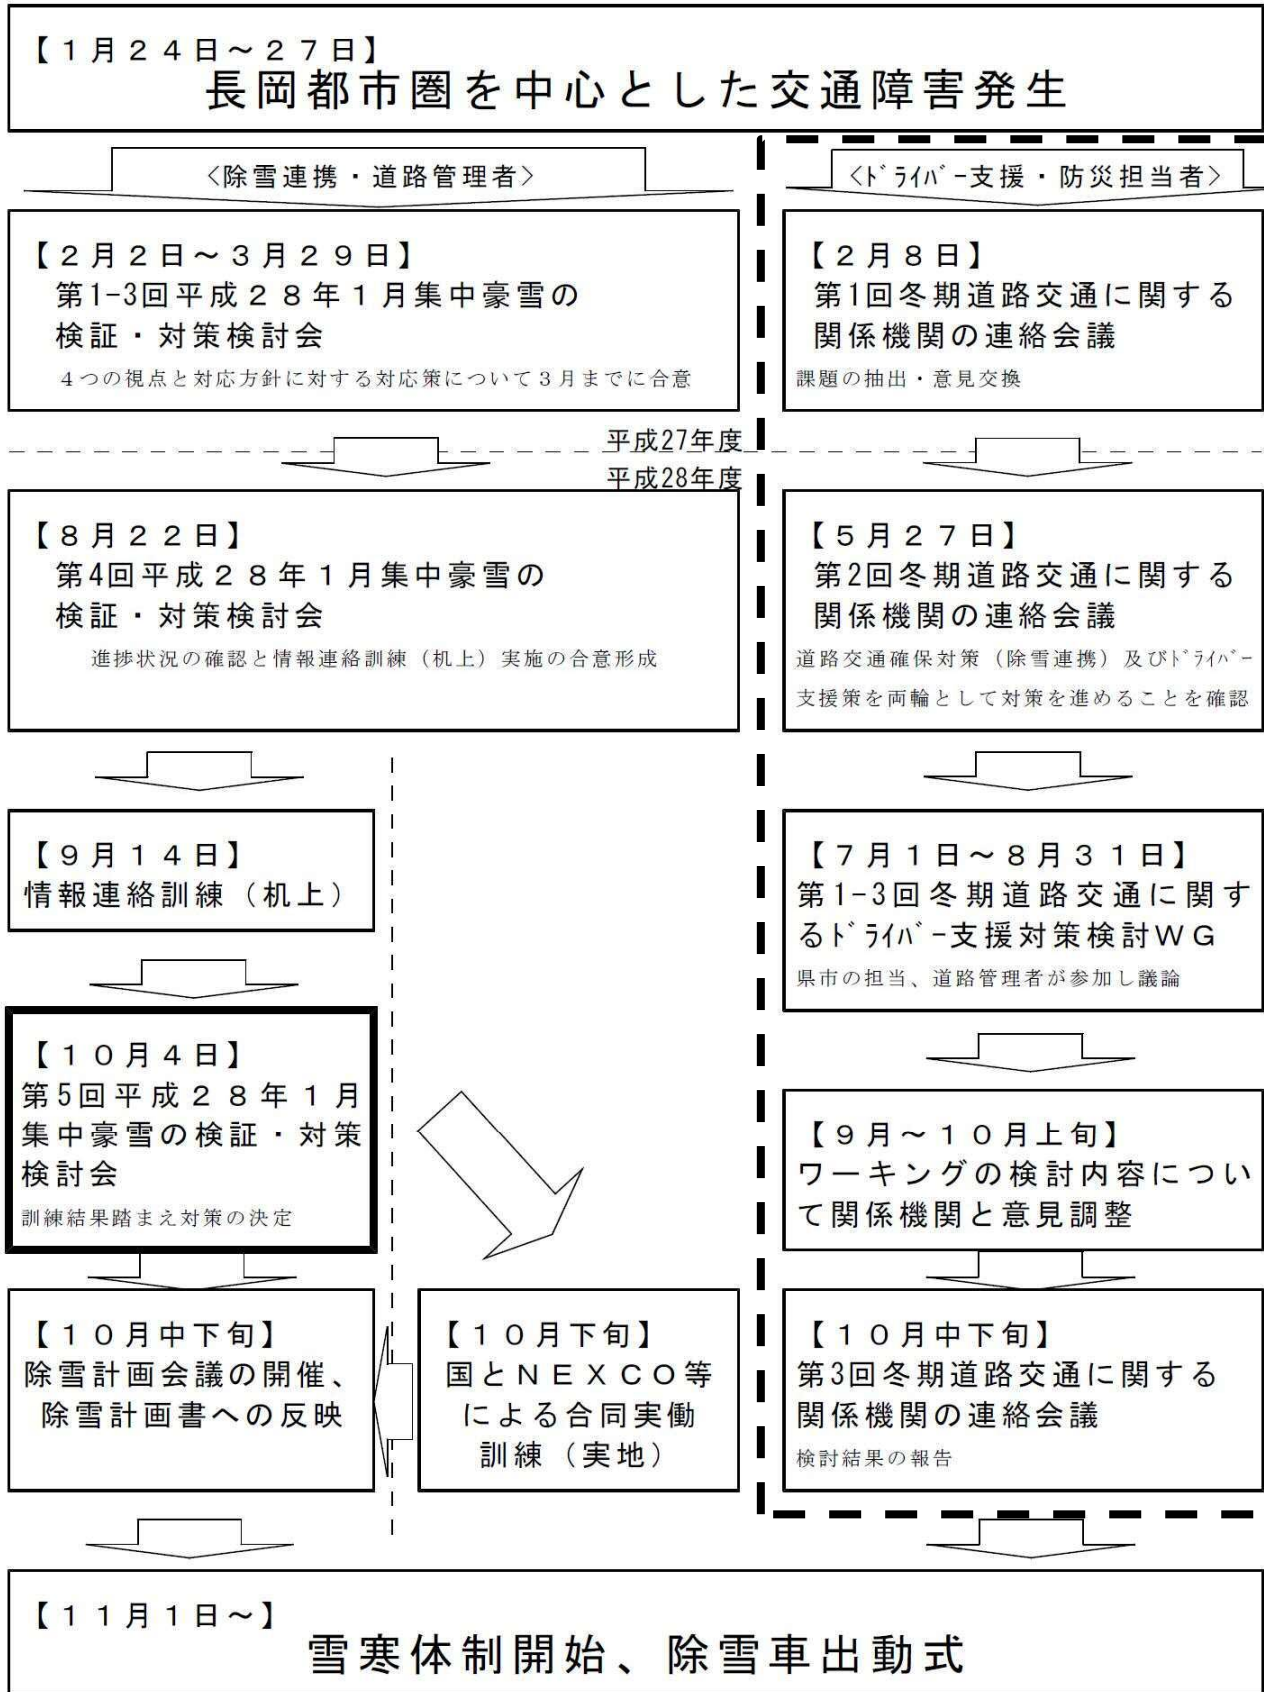 【１月２４日～２７日】
長岡都市圏を中心とした交通障害発生
＜除雪連携・道路管理者＞
【２月２日～３月２９日】
第1-3回平成２８年１月集中豪雪の
検証・対策検討会
４つの視点と対応方針に対する対応策について３月までに合意
平成27年度
平成28年度
【８月２２日】
第4回平成２８年１月集中豪雪の
検証・対策検討会
進捗状況の確認と情報連絡訓練（机上）実施の合意形成
【９月１４日】
情報連絡訓練（机上）
【１０月４日】
第5回平成２８年１月
集中豪雪の検証・対策
検討会
訓練結果踏まえ対策の決定
【１０月中下旬】
除雪計画会議の開催、
除雪計画書への反映
【１０月下旬】
国とＮＥＸＣＯ等
による合同実働
訓練（実地）
＜ﾄﾞﾗｲﾊﾞｰ支援・防災担当者＞
【２月８日】
第1回冬期道路交通に関する
関係機関の連絡会議
課題の抽出・意見交換
【５月２７日】
第2回冬期道路交通に関する
関係機関の連絡会議
道路交通確保対策（除雪連携）及びﾄﾞﾗｲﾊﾞｰ
支援策を両輪として対策を進めることを確認
【７月１日～８月３１日】
第1-3回冬期道路交通に関す
るﾄﾞﾗｲﾊﾞｰ支援対策検討ＷＧ
県市の担当、道路管理者が参加し議論
【９月～１０月上旬】
ワーキングの検討内容につい
て関係機関と意見調整
【１０月中下旬】
第3回冬期道路交通に関する
関係機関の連絡会議
検討結果の報告
【１１月１日～】
雪寒体制開始、除雪車出動式